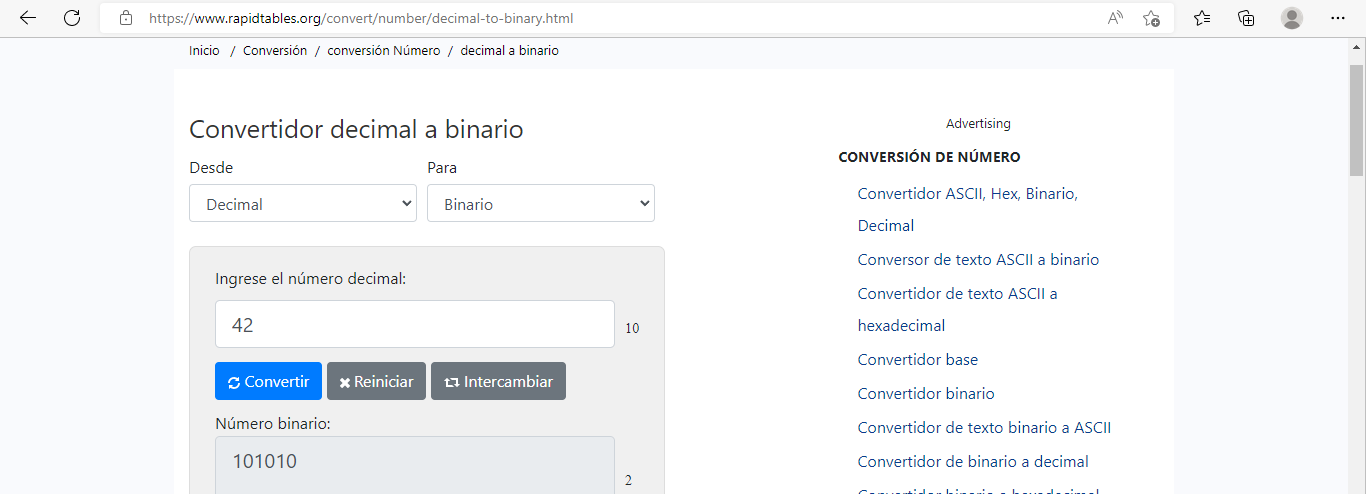 https://www.rapidtables.org/convert/number/decimal-to-binary.html
Inicio / Conversión / conversión Número / decimal a binario
Convertidor decimal a binario
Desde Para
Decimal Binario
Ingrese el número decimal:
42 10
Convertir Reiniciar Intercambiar
Número binario:
101010
2
Advertising
CONVERSIÓN DE NÚMERO
Convertidor ASCII, Hex, Binario,
Decimal
Conversor de texto ASCII a binario
Convertidor de texto ASCII a
hexadecimal
Convertidor base
Convertidor binario
Convertidor de texto binario a ASCII
Convertidor de binario a decimal
Convertidor binario a hexadecimal